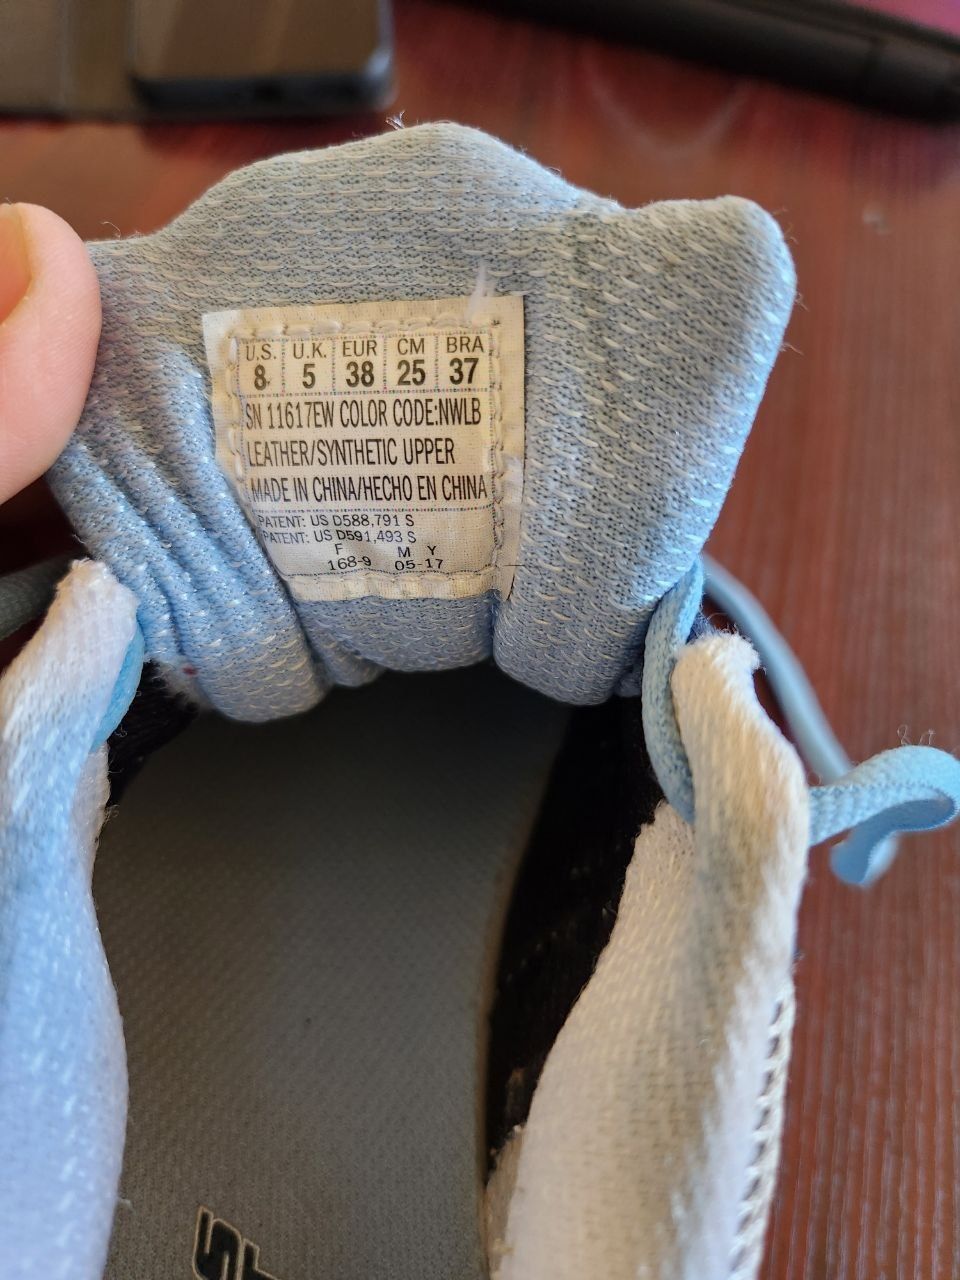 U.S. U.K. EUR CM BRA
8 5 38 25 37
SN 11617EW COLOR CODE:NWLB
LEATHER/SYNTHETIC UPPER
MADE IN CHINA/HECHO EN CHINA
PATENT: US D588,791 S
PATENT: US D591,493 S
F M Y
168-9 05-17